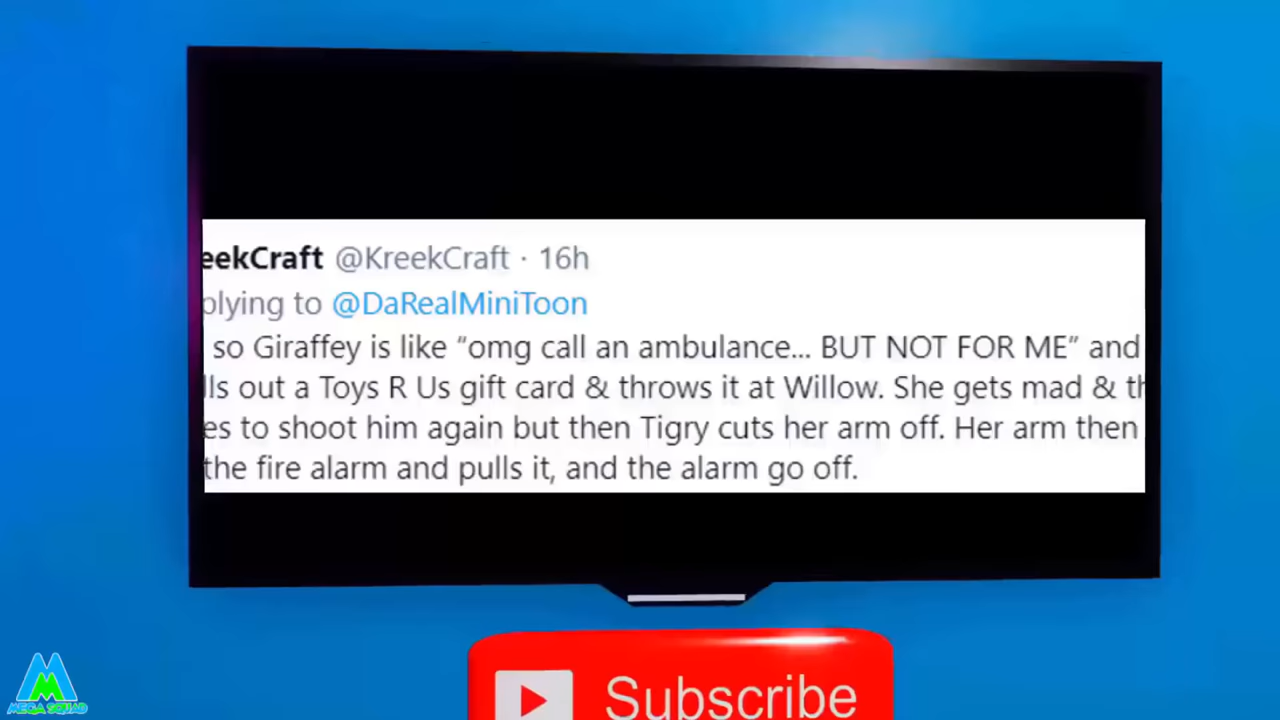 eekCraft @KreekCraft · 16h
plying to @DaRealMiniToon
so Giraffey is like “omg call an ambulance... BUT NOT FOR ME” and
lls out a Toys R Us gift card & throws it at Willow. She gets mad & th
es to shoot him again but then Tigry cuts her arm off. Her arm then
the fire alarm and pulls it, and the alarm go off.
Subscribe
MEGA SQUAD